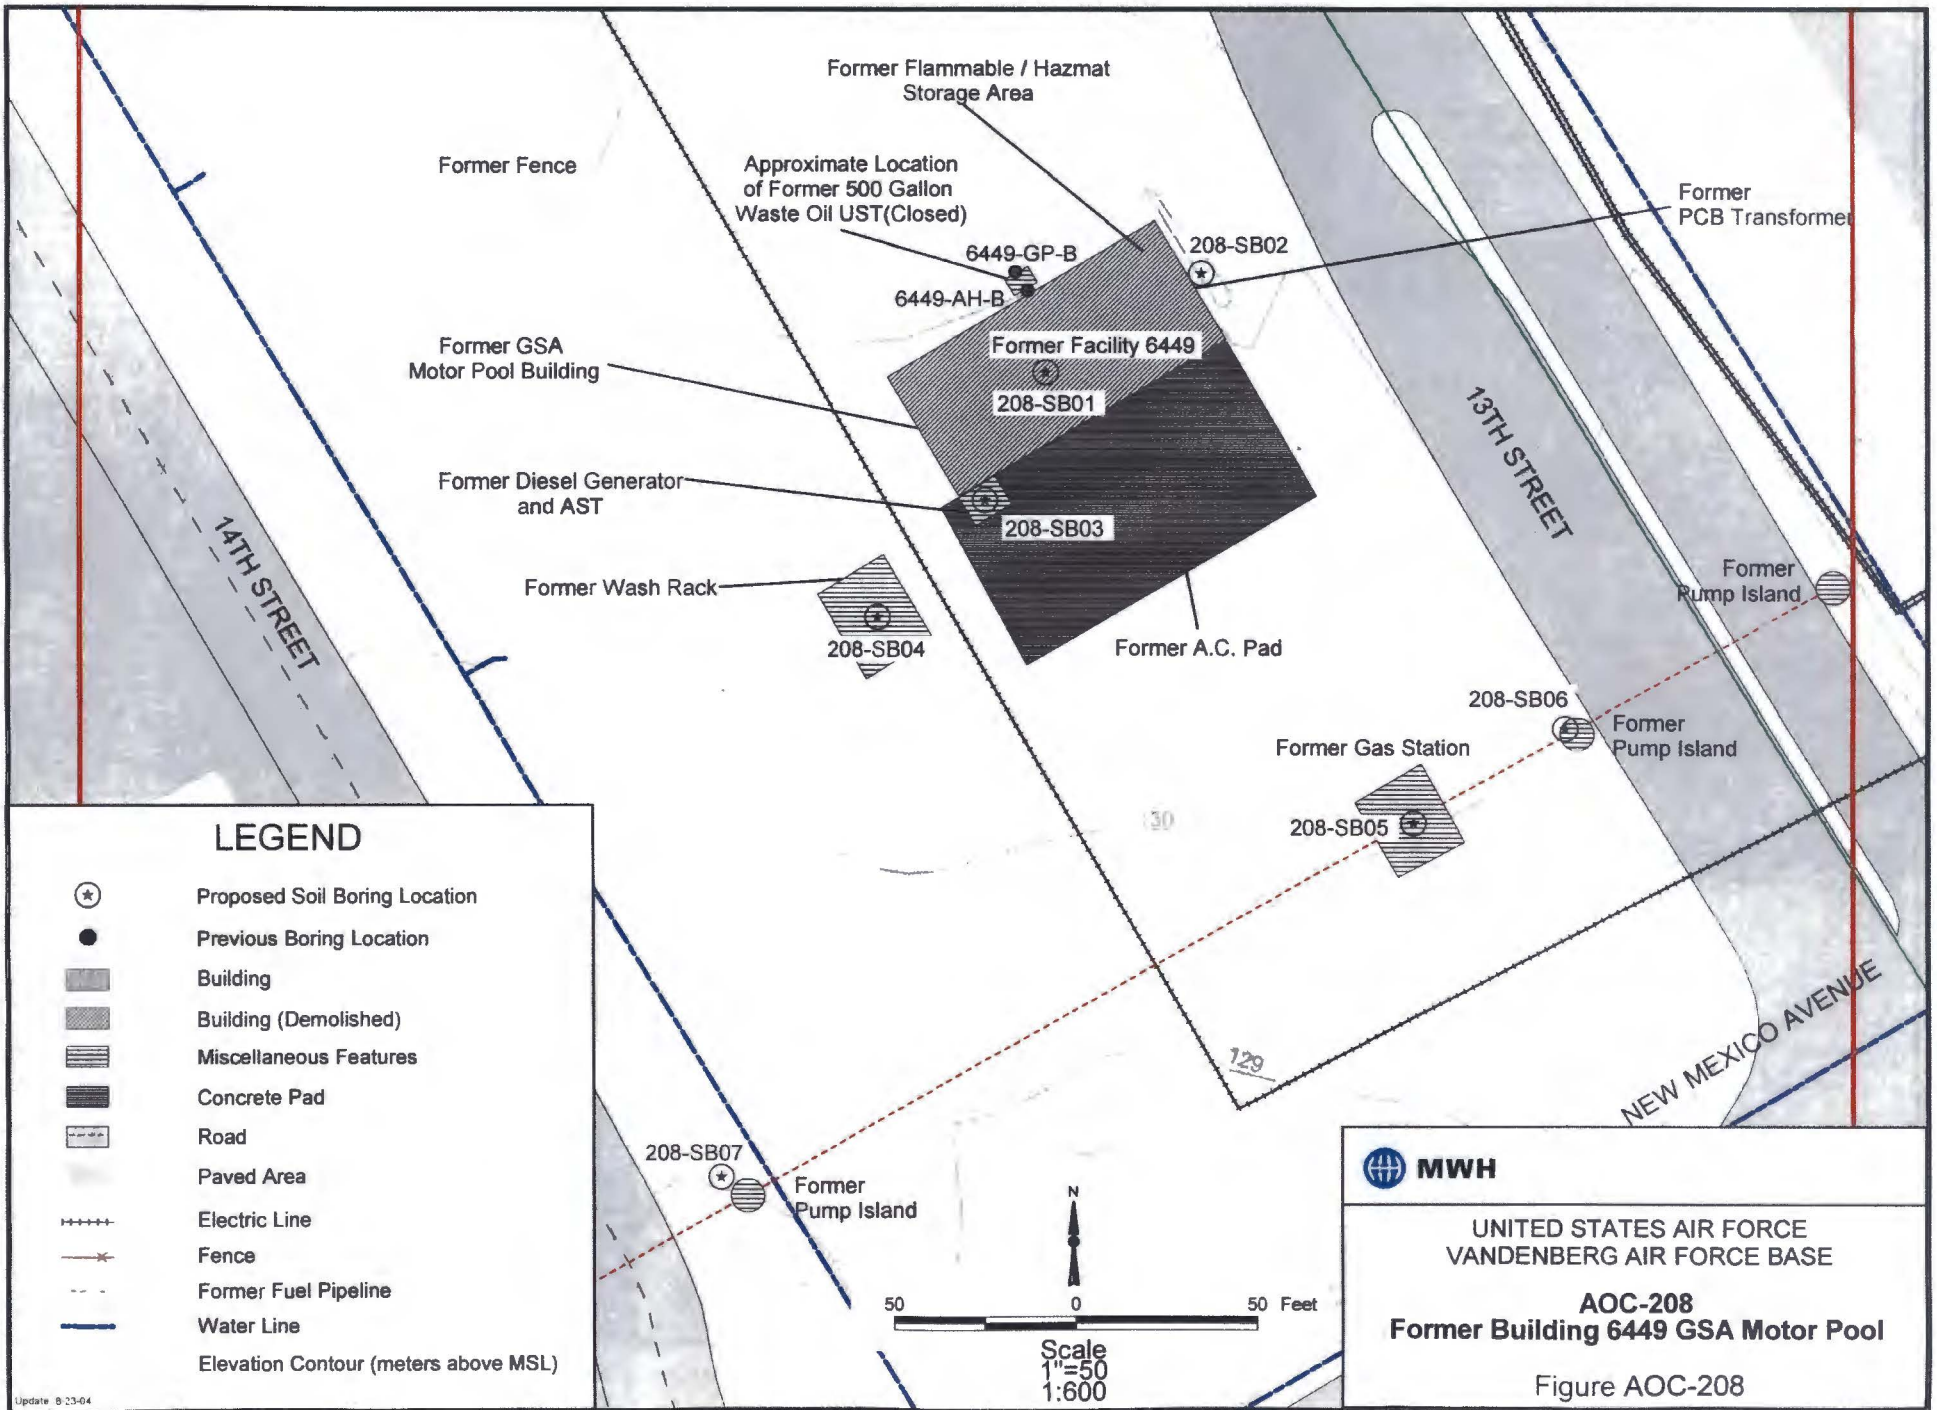 Former Flammable / Hazmat
Storage Area
Former Fence
Approximate Location
of Former 500 Gallon
Waste Oil UST(Closed)
Former
PCB Transformer
6449-GP-B
208-SB02
6449-AH-B
Former GSA
Motor Pool Building
Former Facility 6449
208-SB01
13TH STREET
Former Diesel Generator
and AST
208-SB03
14TH STREET
Former Wash Rack
Former
Pump Island
208-SB04
Former A.C. Pad
208-SB06
Former
Pump Island
Former Gas Station
208-SB05
30
129
NEW MEXICO AVENUE
208-SB07
Former
Pump Island
LEGEND
Proposed Soil Boring Location
Previous Boring Location
Building
Building (Demolished)
Miscellaneous Features
Concrete Pad
Road
Paved Area
Electric Line
Fence
Former Fuel Pipeline
Water Line
Elevation Contour (meters above MSL)
Update 8-23-04
N
50 0 50 Feet
Scale
1"=50
1:600
MWH
UNITED STATES AIR FORCE
VANDENBERG AIR FORCE BASE
AOC-208
Former Building 6449 GSA Motor Pool
Figure AOC-208